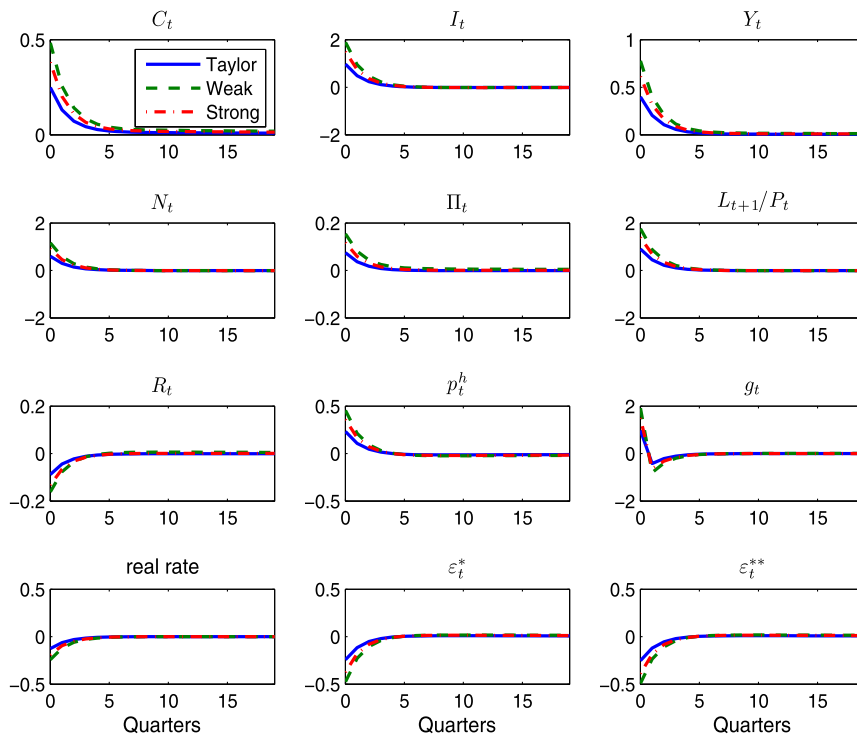 C_t I_t Y_t
0.5 2 1
Taylor
Weak
Strong
0.5
0 −2 0
0 5 10 15 0 5 10 15 0 5 10 15
N_t Π_t L_{t+1}/P_t
2 0.2 2
0 0 0
−2 −0.2 −2
0 5 10 15 0 5 10 15 0 5 10 15
R_t p_t^h g_t
0.2 0.5 2
0 0 0
−0.2 −0.5 −2
0 5 10 15 0 5 10 15 0 5 10 15
real rate ε_t^* ε_t^{**}
0.5 0.5 0.5
0 0 0
−0.5 −0.5 −0.5
0 5 10 15 0 5 10 15 0 5 10 15
Quarters Quarters Quarters